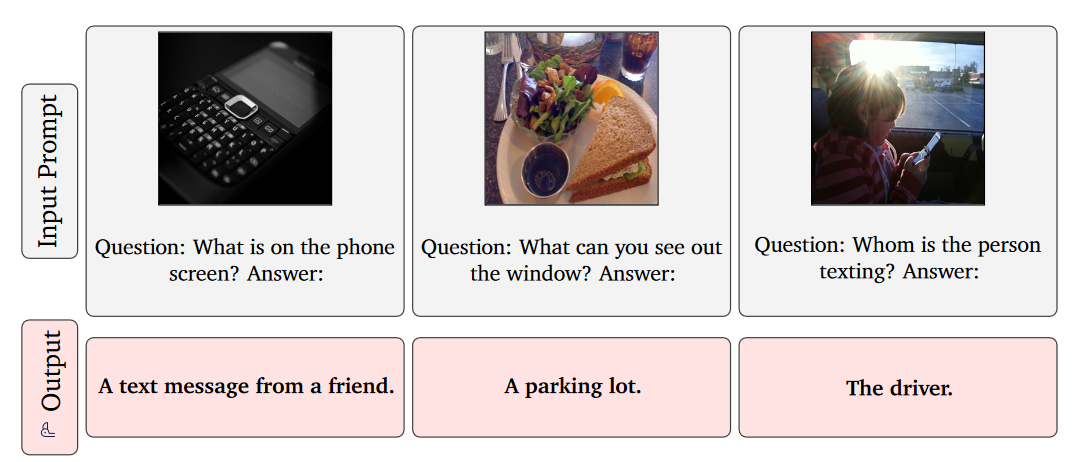 Input Prompt
Question: What is on the phone
screen? Answer:
Question: What can you see out
the window? Answer:
Question: Whom is the person
texting? Answer:
Output
A text message from a friend.
A parking lot.
The driver.